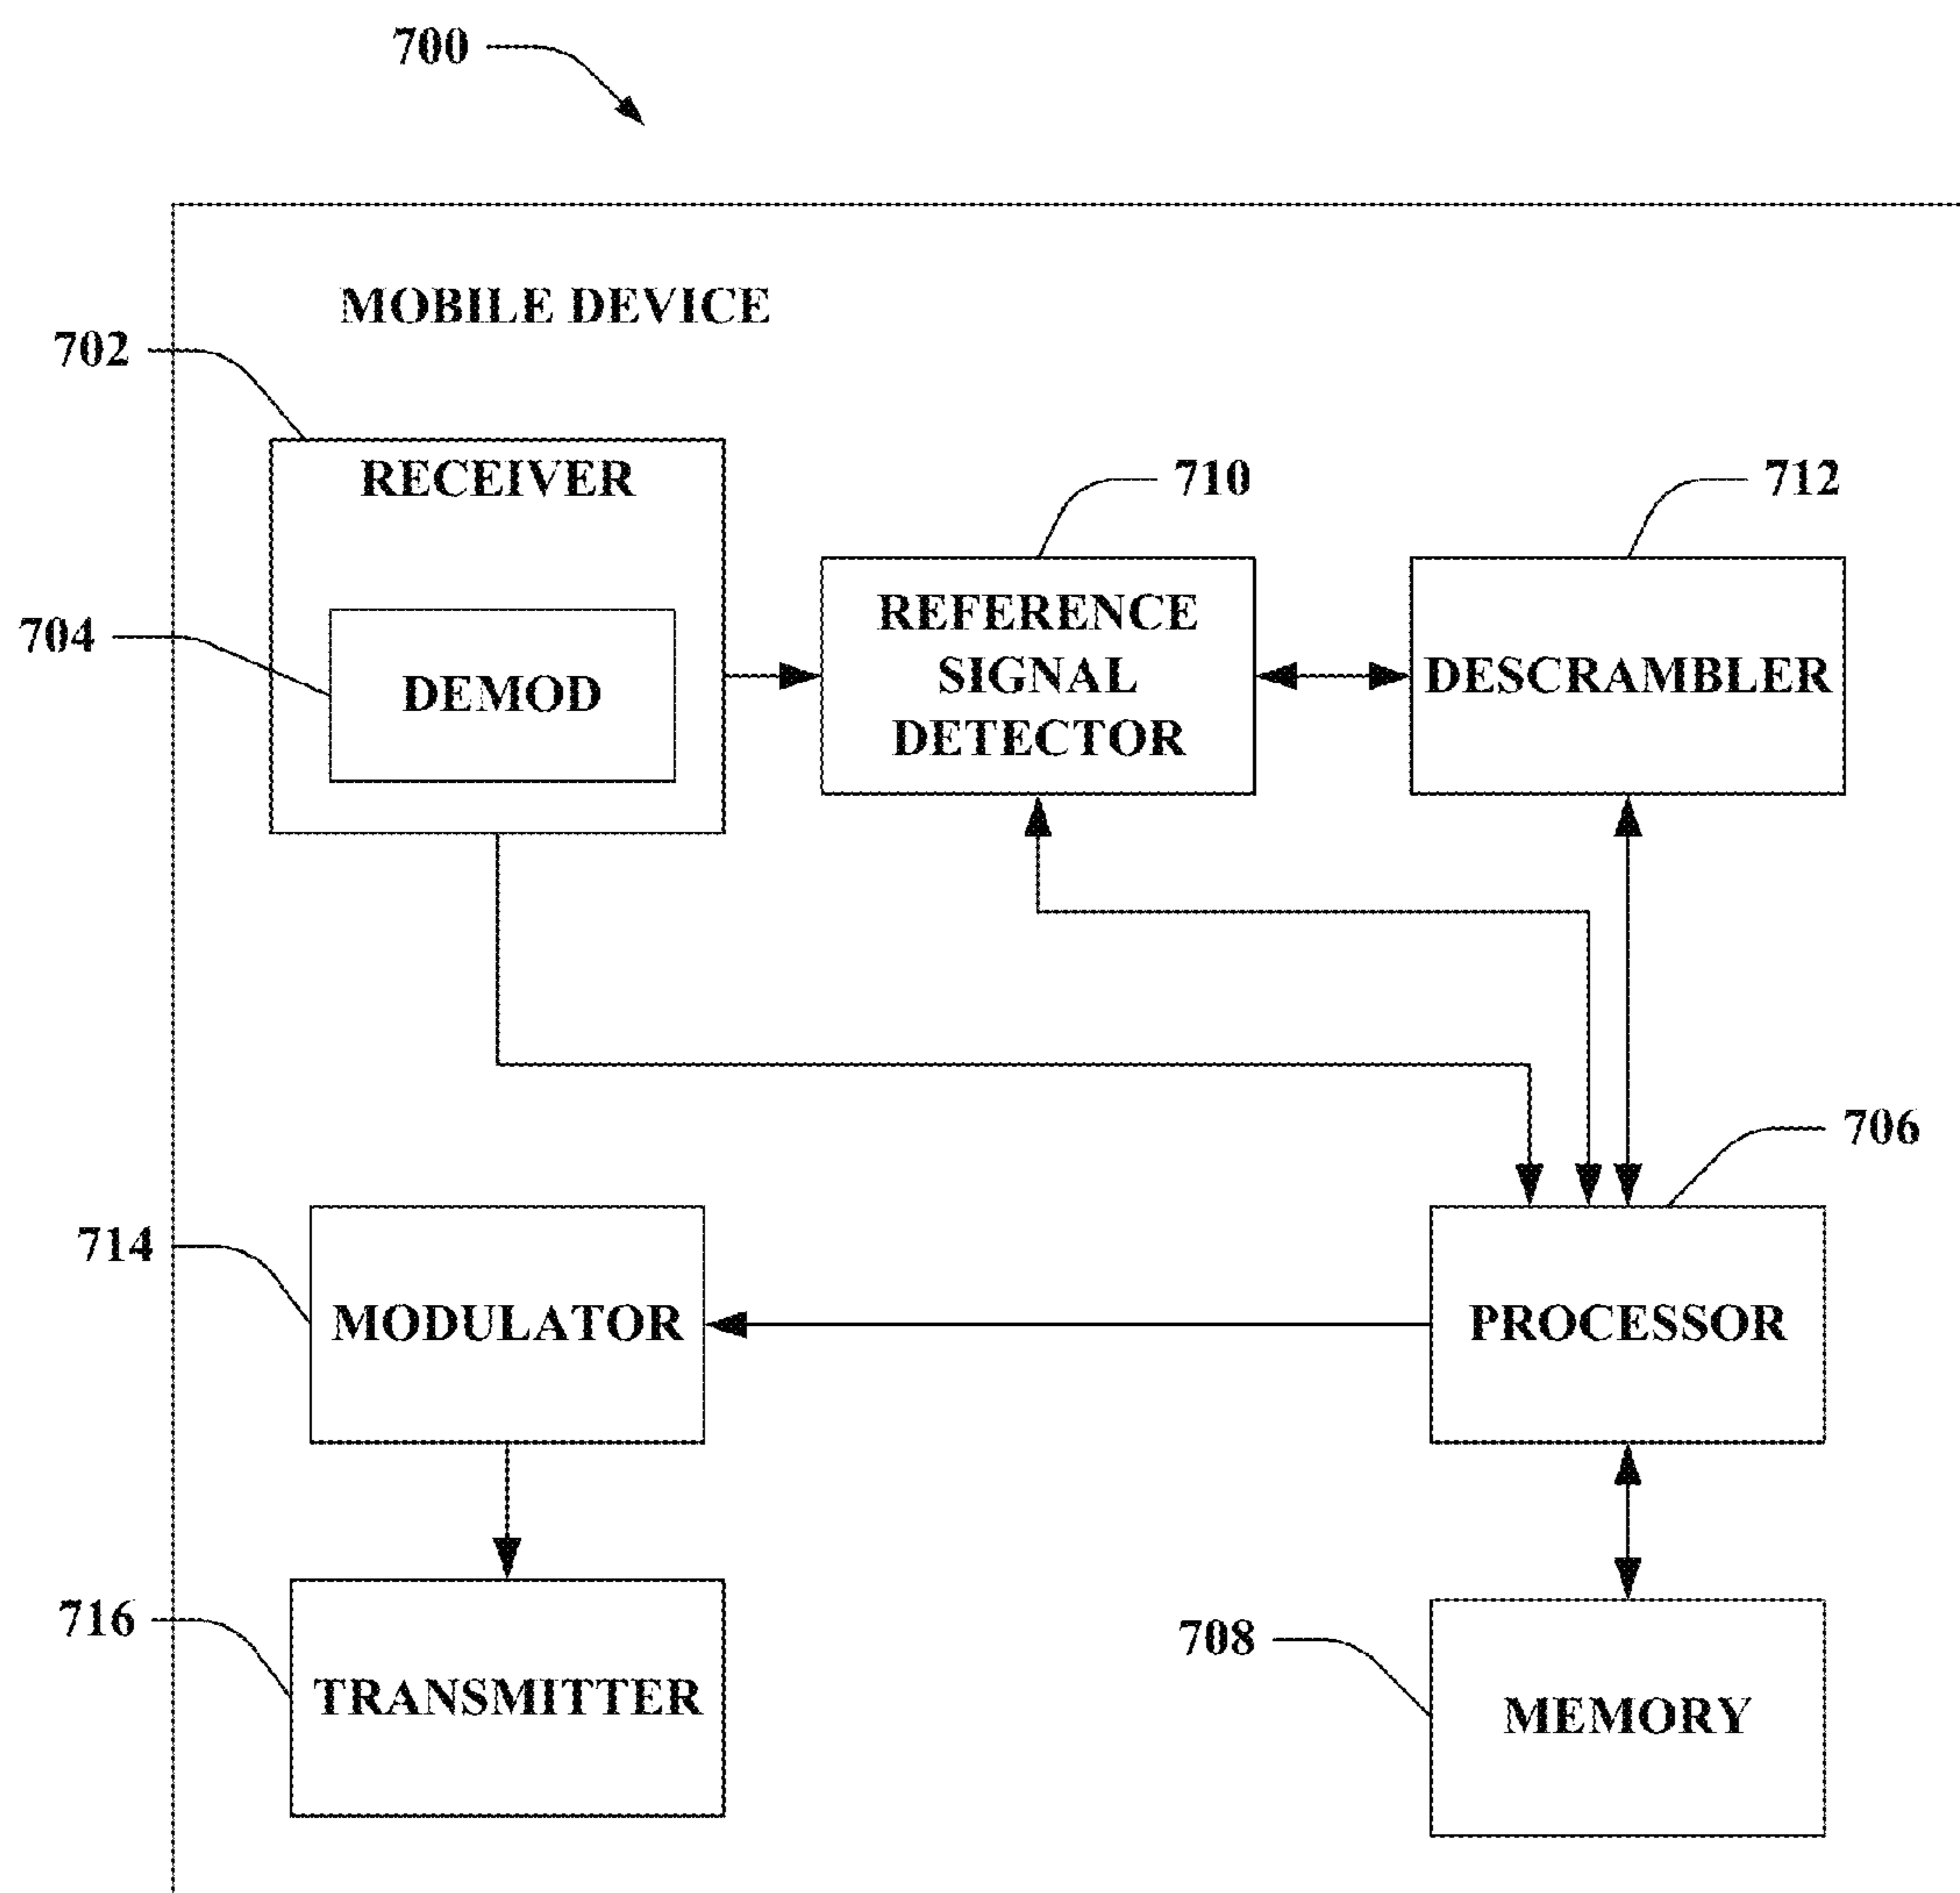 700
MOBILE DEVICE
702
RECEIVER
710
712
704
DEMOD
REFERENCE
SIGNAL
DETECTOR
DESCRAMBLER
706
714
MODULATOR
PROCESSOR
716
TRANSMITTER
708
MEMORY